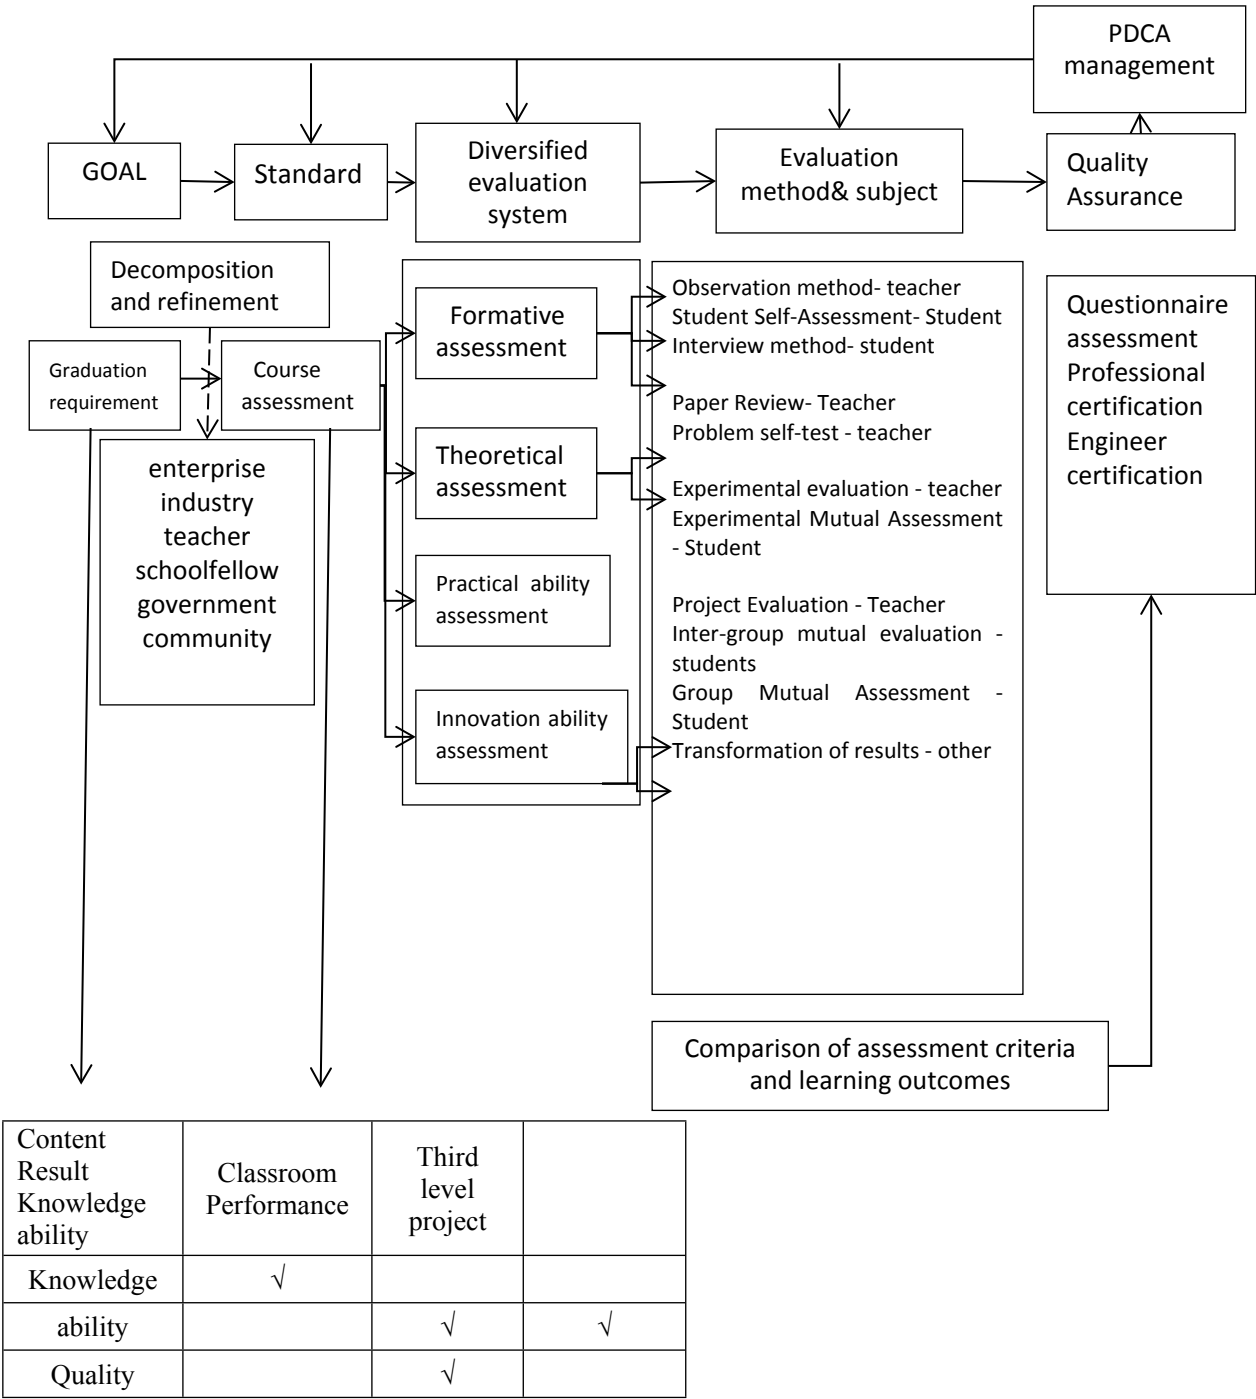 PDCA
management
GOAL
Standard
Diversified
evaluation
system
Evaluation
method& subject
Quality
Assurance
Decomposition
and refinement
Graduation
requirement
Course
assessment
enterprise
industry
teacher
schoolfellow
government
community
Formative
assessment
Theoretical
assessment
Practical ability
assessment
Innovation ability
assessment
Observation method- teacher
Student Self-Assessment- Student
Interview method- student
Paper Review- Teacher
Problem self-test - teacher
Experimental evaluation - teacher
Experimental Mutual Assessment
- Student
Project Evaluation - Teacher
Inter-group mutual evaluation -
students
Group Mutual Assessment -
Student
Transformation of results - other
Questionnaire
assessment
Professional
certification
Engineer
certification
Comparison of assessment criteria
and learning outcomes
Content
Result
Knowledge
ability
Classroom
Performance
Third
level
project
Knowledge √
ability √ √
Quality √